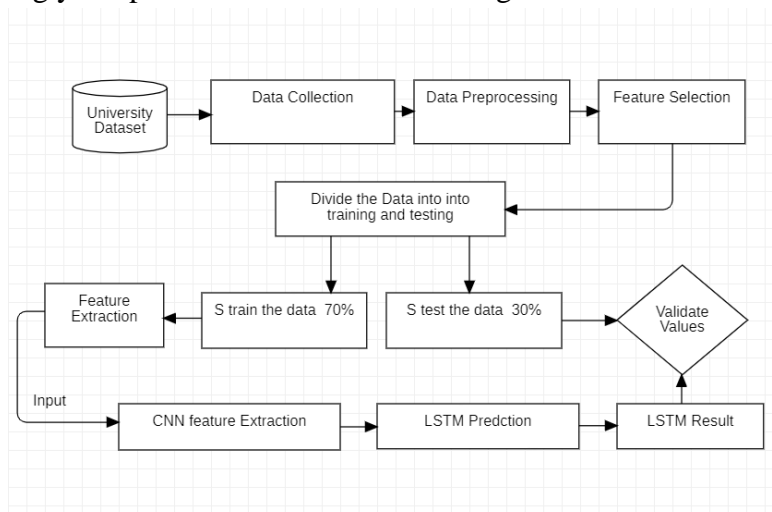 University
Dataset
Data Collection
Data Preprocessing
Feature Selection
Divide the Data into into
training and testing
Feature
Extraction
S train the data 70%
S test the data 30%
Validate
Values
Input
CNN feature Extraction
LSTM Predction
LSTM Result